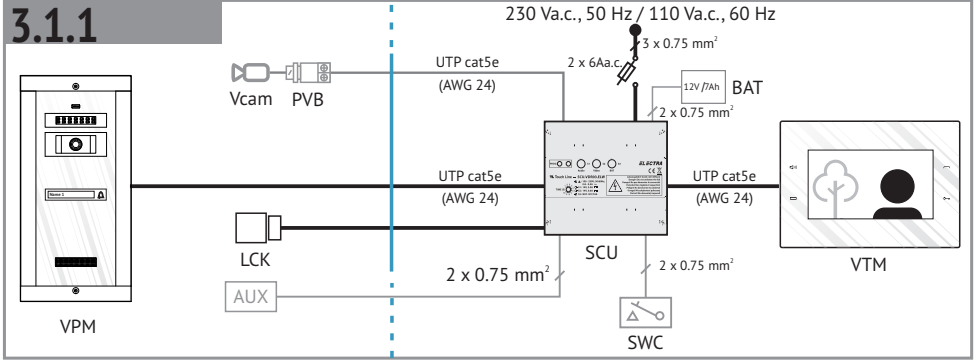 3.1.1
230 Va.c., 50 Hz / 110 Va.c., 60 Hz
3 x 0.75 mm²
2 x 6Aa.c.
UTP cat5e
(AWG 24)
Vcam
PVB
12V /7Ah
BAT
2 x 0.75 mm²
ELECTRA
UTP cat5e
(AWG 24)
UTP cat5e
(AWG 24)
Name 1
LCK
SCU
VTM
2 x 0.75 mm²
2 x 0.75 mm²
AUX
VPM
SWC